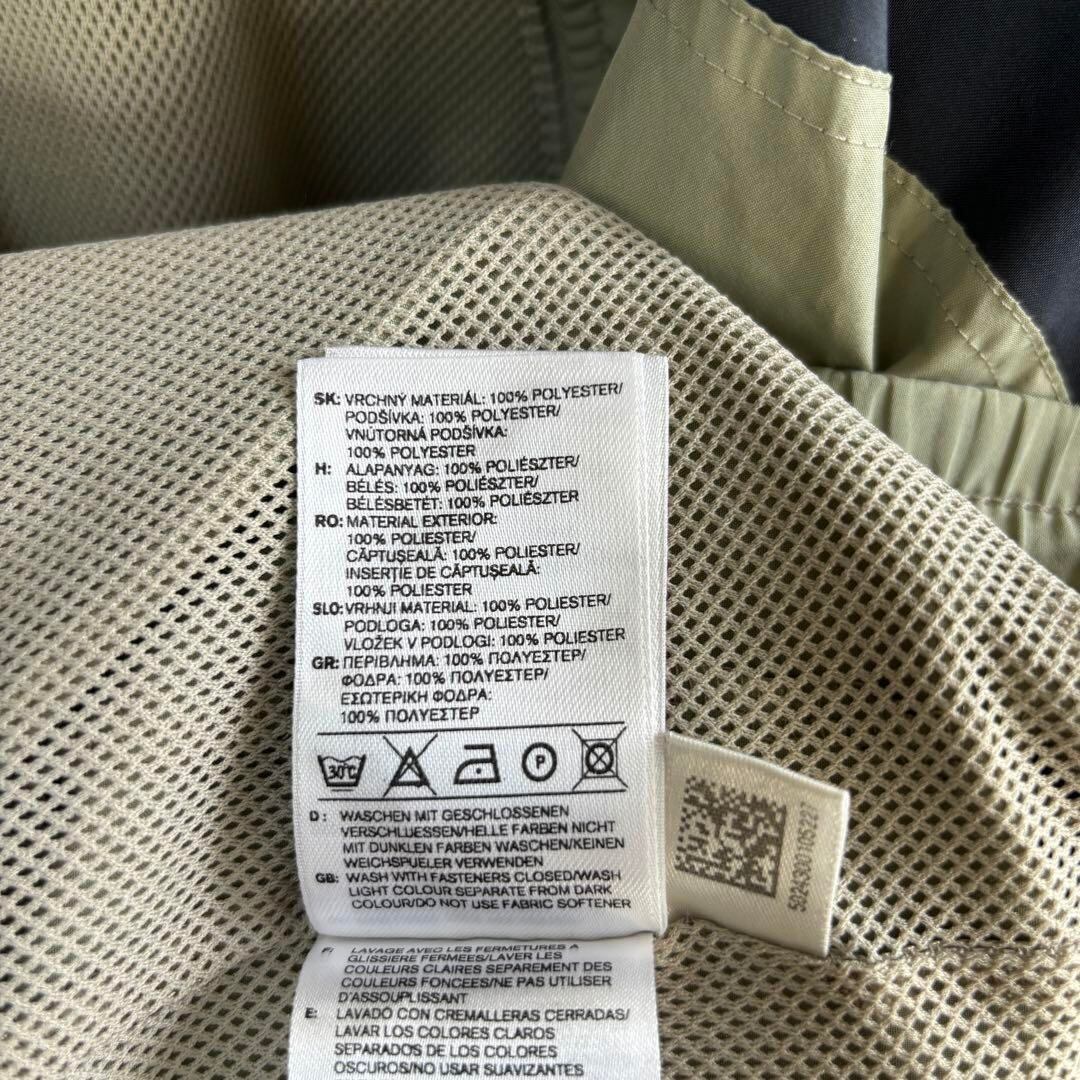 SK: VRCHNÝ MATERIÁL: 100% POLYESTER/
PODŠÍVKA: 100% POLYESTER/
VNÚTORNÁ PODŠÍVKA:
100% POLYESTER
H: ALAPANYAG: 100% POLIÉSZTER/
BÉLÉS: 100% POLIÉSZTER/
BÉLÉSBETÉT: 100% POLIÉSZTER
RO: MATERIAL EXTERIOR:
100% POLIESTER/
CĂPTUȘEALĂ: 100% POLIESTER/
INSERȚIE DE CĂPTUȘEALĂ:
100% POLIESTER
SLO: VRHNJI MATERIAL: 100% POLIESTER/
PODLOGA: 100% POLIESTER/
VLOŽEK V PODLOGI: 100% POLIESTER
GR: ΠΕΡΙΒΛΗΜΑ: 100% ΠΟΛΥΕΣΤΕΡ/
ΦΟΔΡΑ: 100% ΠΟΛΥΕΣΤΕΡ/
ΕΣΩΤΕΡΙΚΗ ΦΟΔΡΑ:
100% ΠΟΛΥΕΣΤΕΡ
30°C P
D: WASCHEN MIT GESCHLOSSENEN
VERSCHLUESSEN/HELLE FARBEN NICHT
MIT DUNKLEN FARBEN WASCHEN/KEINEN
WEICHSPUELER VERWENDEN
GB: WASH WITH FASTENERS CLOSED/WASH
LIGHT COLOUR SEPARATE FROM DARK
COLOUR/DO NOT USE FABRIC SOFTENER
F: LAVAGE AVEC LES FERMETURES A
GLISSIERE FERMEES/LAVER LES
COULEURS CLAIRES SEPAREMENT DES
COULEURS FONCEES/NE PAS UTILISER
D'ASSOUPLISSANT
E: LAVADO CON CREMALLERAS CERRADAS/
LAVAR LOS COLORES CLAROS
SEPARADOS DE LOS COLORES
OSCUROS/NO USAR SUAVIZANTES